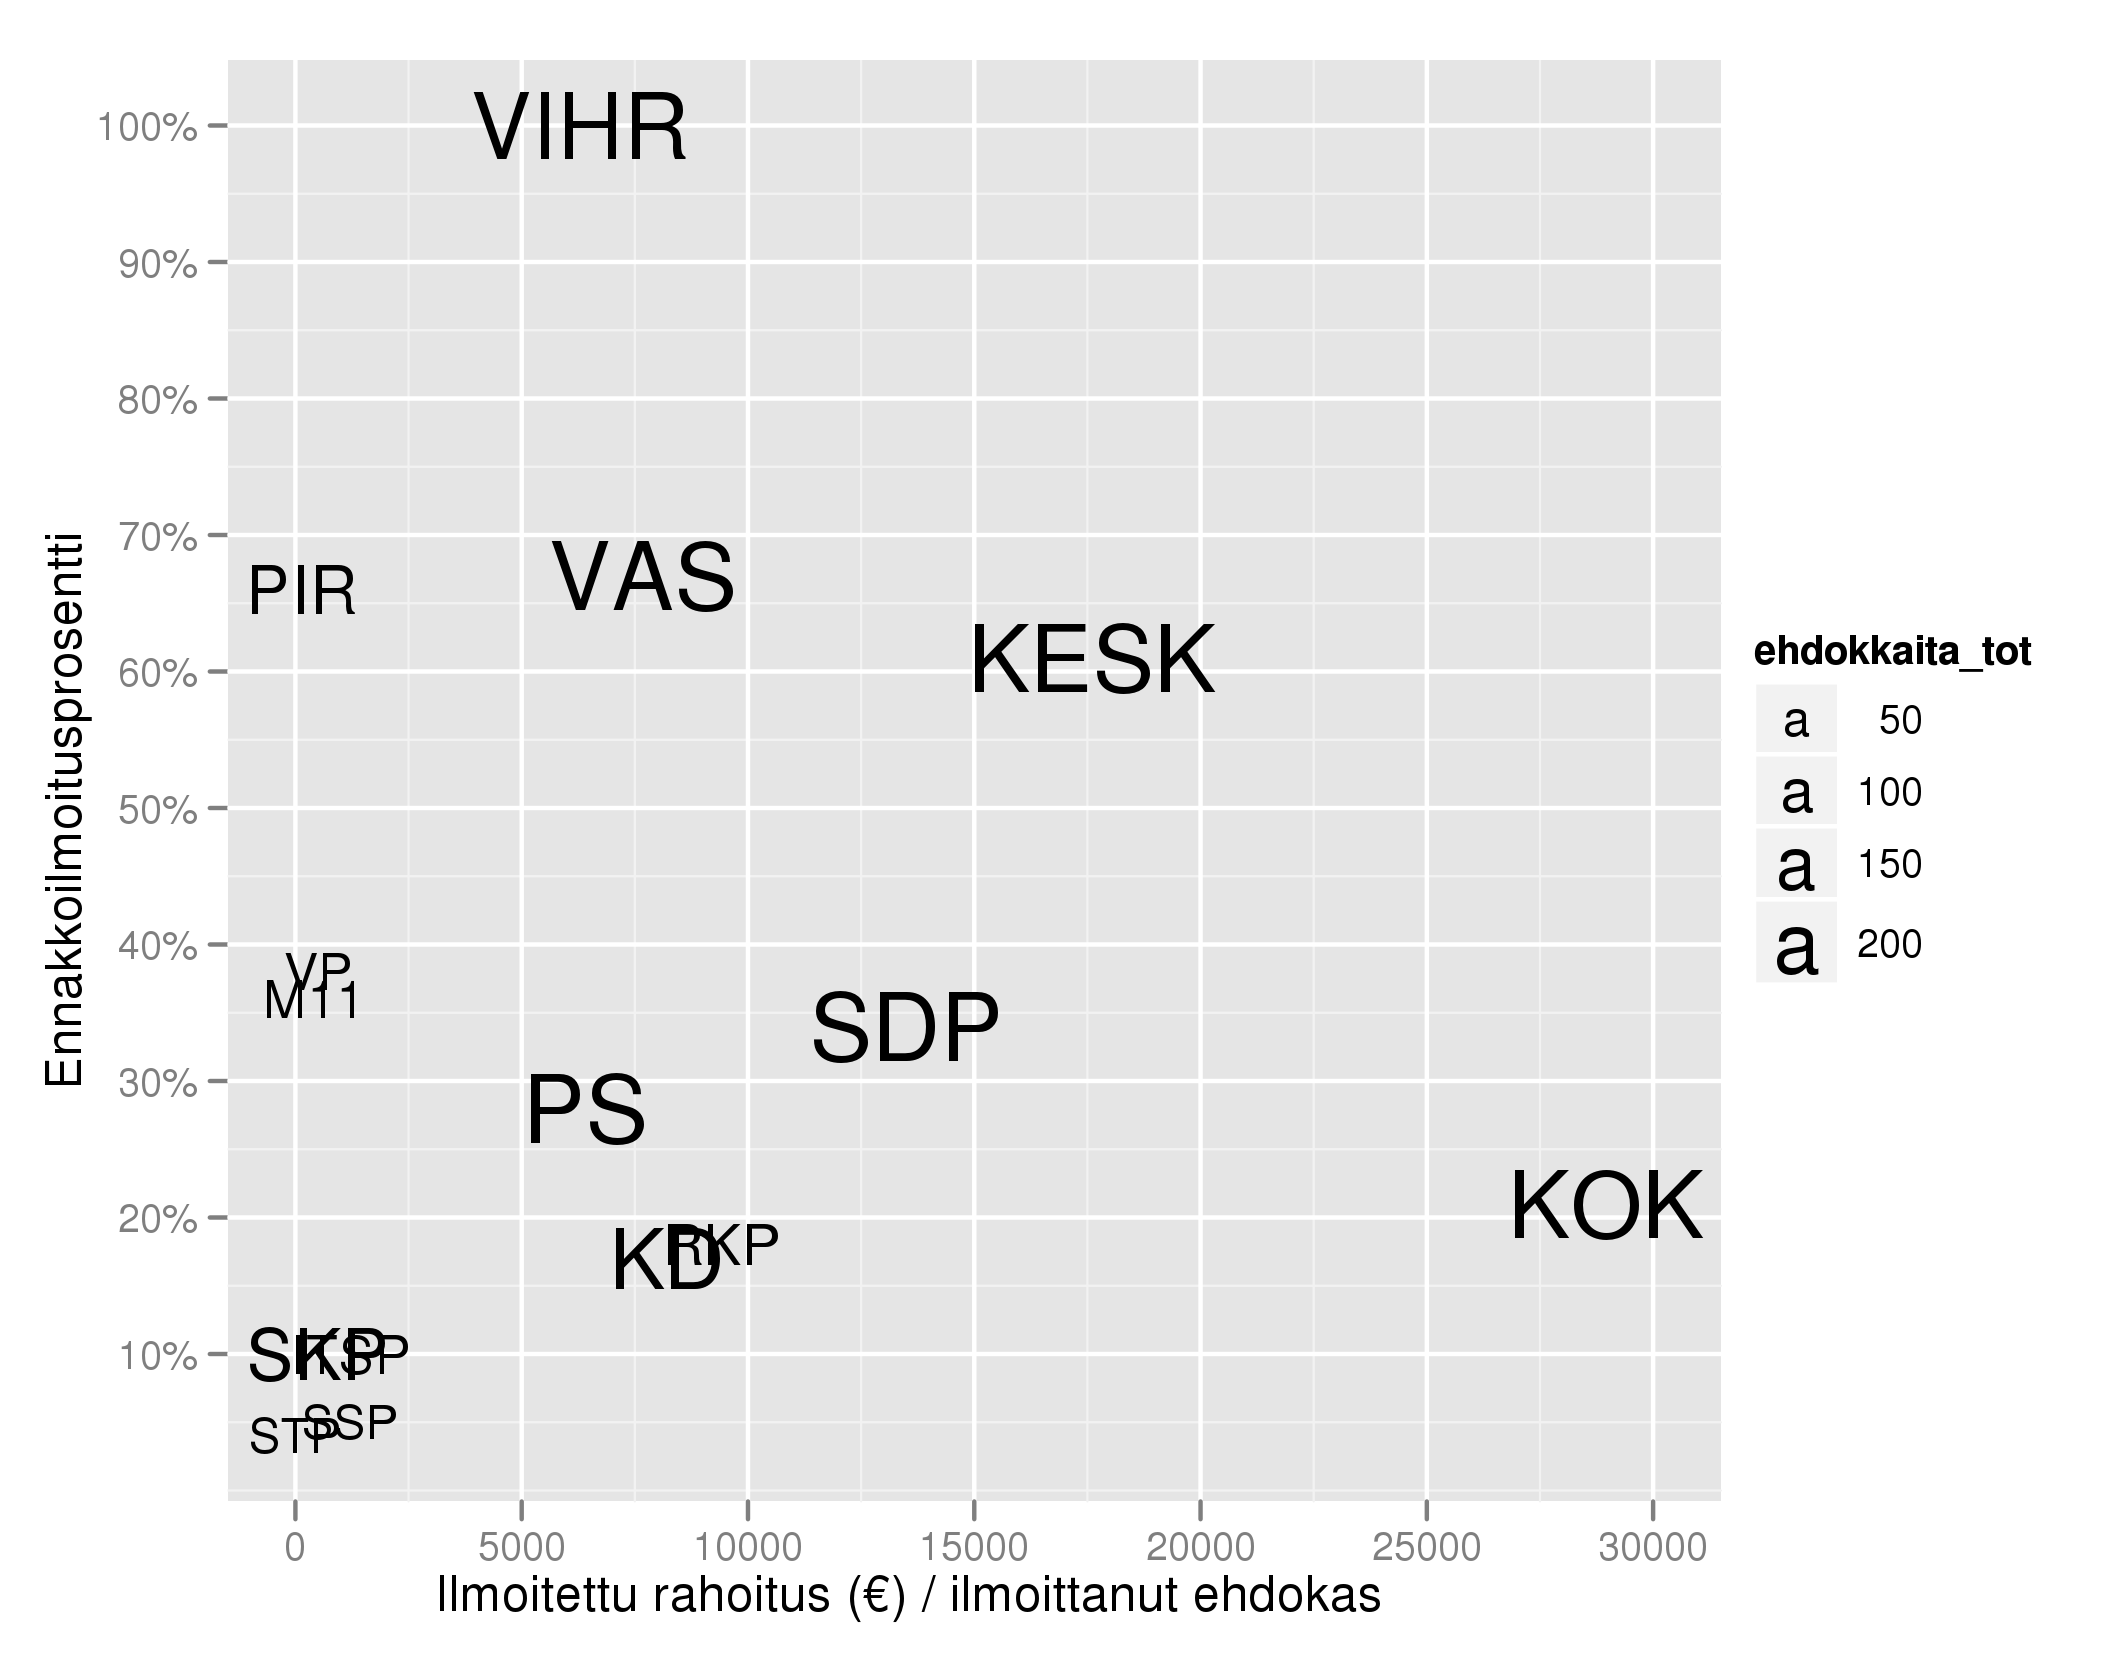 VIHR
100%
90%
80%
70%
PIR
VAS
KESK
60%
50%
40%
VP
M11
SDP
30%
PS
KOK
20%
KD
RKP
SKP
ITSP
10%
SSP
STP
0
5000
10000
15000
20000
25000
30000
Ilmoitettu rahoitus (€) / ilmoittanut ehdokas
Ennakkoilmoitusprosentti
ehdokkaita_tot
a 50
a 100
a 150
a 200